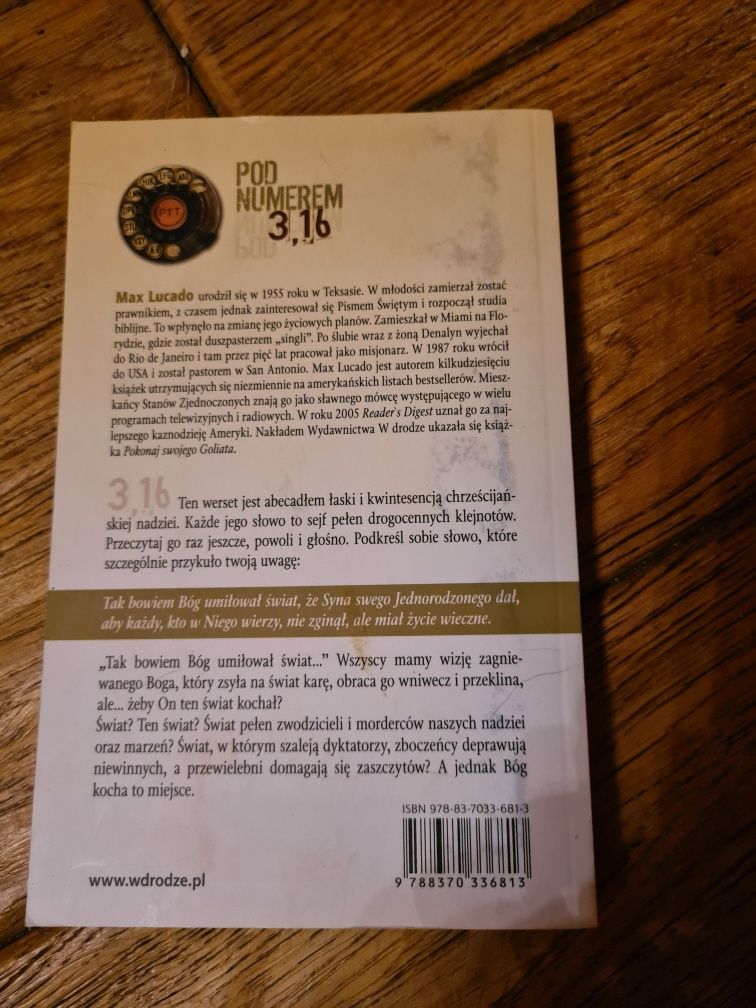 POD
NUMEREM
3,16
PTT
Max Lucado urodził się w 1955 roku w Teksasie. W młodości zamierzał zostać
prawnikiem, z czasem jednak zainteresował się Pismem Świętym i rozpoczął studia
biblijne. To wpłynęło na zmianę jego życiowych planów. Zamieszkał w Miami na Flo-
rydzie, gdzie został duszpasterzem „singli”. Po ślubie wraz z żoną Denalyn wyjechał
do Rio de Janeiro i tam przez pięć lat pracował jako misjonarz. W 1987 roku wrócił
do USA i został pastorem w San Antonio. Max Lucado jest autorem kilkudziesięciu
książek utrzymujących się niezmiennie na amerykańskich listach bestsellerów. Miesz-
kańcy Stanów Zjednoczonych znają go jako sławnego mówcę występującego w wielu
programach telewizyjnych i radiowych. W roku 2005 Reader's Digest uznał go za naj-
lepszego kaznodzieję Ameryki. Nakładem Wydawnictwa W drodze ukazała się książ-
ka Pokonaj swojego Goliata.
3,16 Ten werset jest abecadłem łaski i kwintesencją chrześcijań-
skiej nadziei. Każde jego słowo to sejf pełen drogocennych klejnotów.
Przeczytaj go raz jeszcze, powoli i głośno. Podkreśl sobie słowo, które
szczególnie przykuło twoją uwagę:
Tak bowiem Bóg umiłował świat, że Syna swego Jednorodzonego dał,
aby każdy, kto w Niego wierzy, nie zginął, ale miał życie wieczne.
„Tak bowiem Bóg umiłował świat...” Wszyscy mamy wizję zagnie-
wanego Boga, który zsyła na świat karę, obraca go wniwecz i przeklina,
ale... żeby On ten świat kochał?
Świat? Ten świat? Świat pełen zwodzicieli i morderców naszych nadziei
oraz marzeń? Świat, w którym szaleją dyktatorzy, zboczeńcy deprawują
niewinnych, a przewielebni domagają się zaszczytów? A jednak Bóg
kocha to miejsce.
ISBN 978-83-7033-681-3
9 788370 336813
www.wdrodze.pl